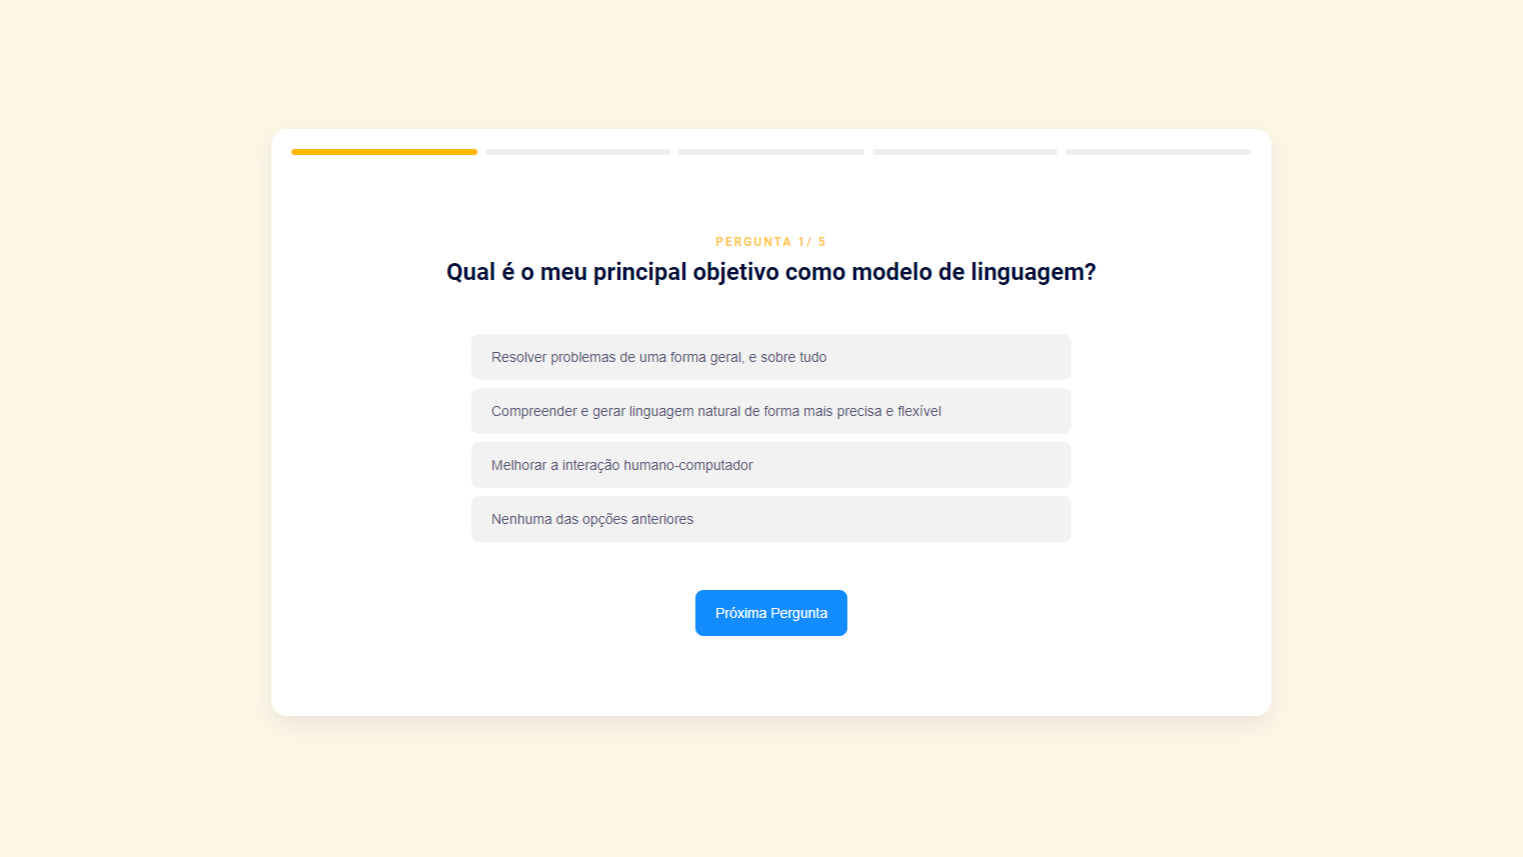 PERGUNTA 1/ 5
Qual é o meu principal objetivo como modelo de linguagem?
Resolver problemas de uma forma geral, e sobre tudo
Compreender e gerar linguagem natural de forma mais precisa e flexível
Melhorar a interação humano-computador
Nenhuma das opções anteriores
Próxima Pergunta